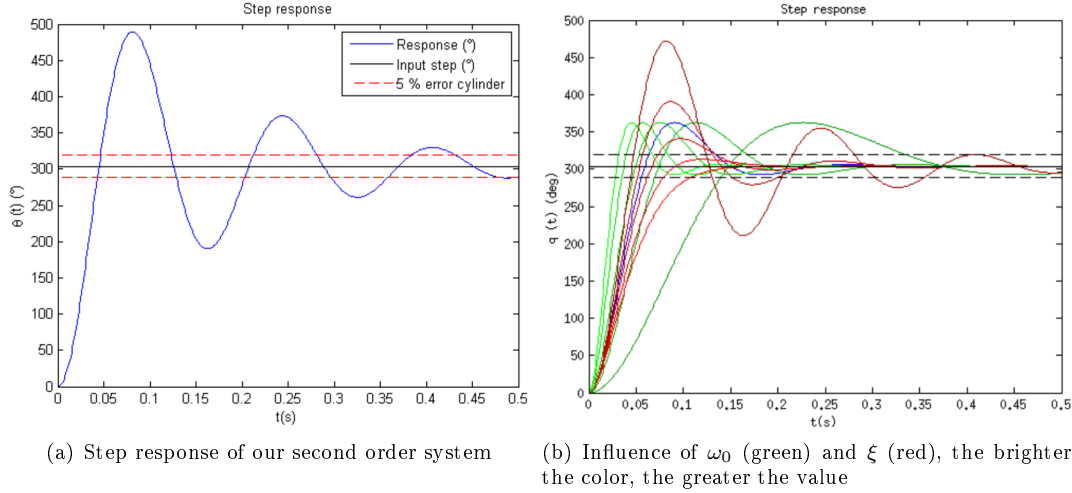 Step response
500
450
400
350
300
250
200
150
100
50
0
θ (t) (º)
0 0.05 0.1 0.15 0.2 0.25 0.3 0.35 0.4 0.45 0.5
t(s)
Response (º)
Input step (º)
5 % error cylinder
(a) Step response of our second order system
Step response
500
450
400
350
300
250
200
150
100
50
0
q (t) (deg)
0 0.05 0.1 0.15 0.2 0.25 0.3 0.35 0.4 0.45 0.5
t(s)
(b) Influence of ω0 (green) and ξ (red), the brighter
the color, the greater the value